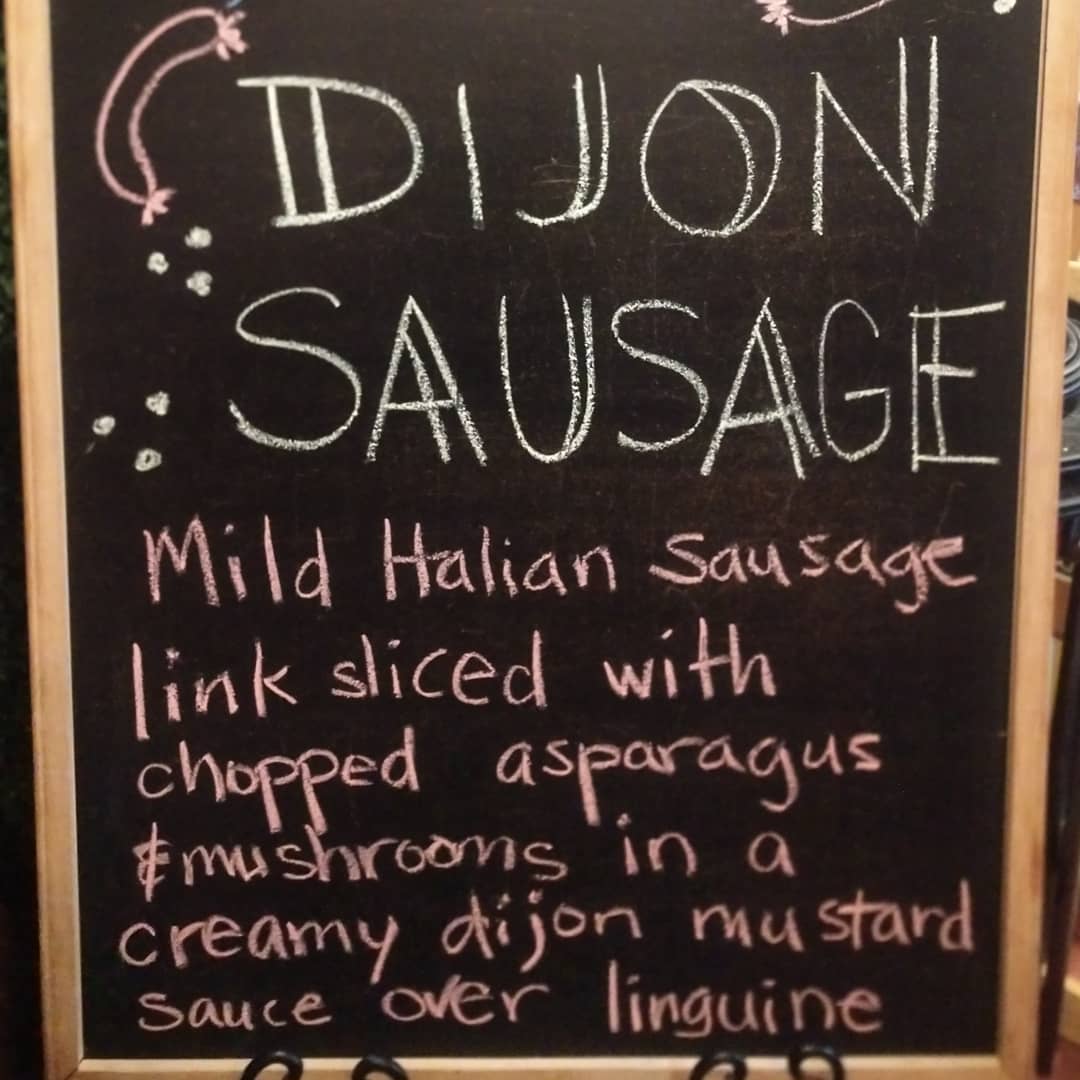 DIJON
SAUSAGE
Mild Italian Sausage
link sliced with
chopped asparagus
& mushrooms in a
creamy dijon mustard
sauce over linguine